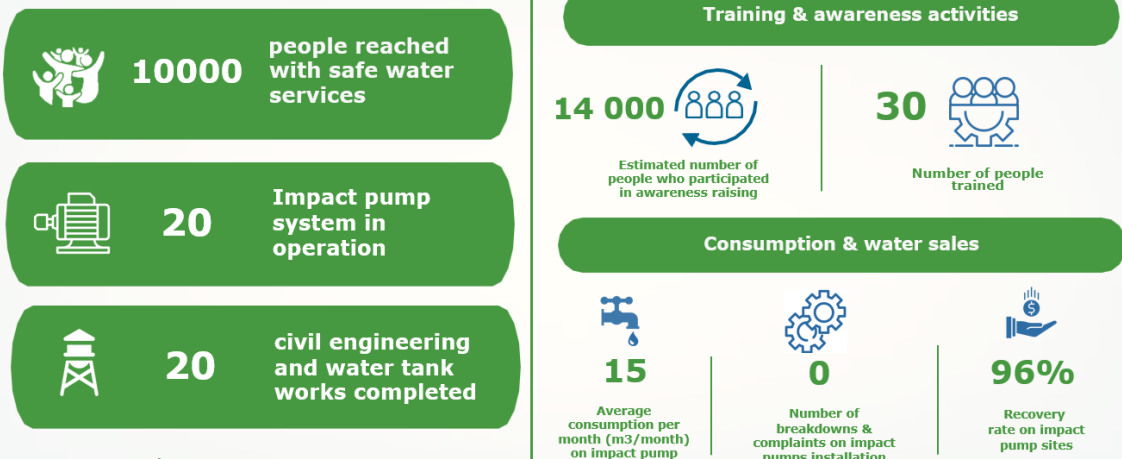 10000
people reached
with safe water
services
20
Impact pump
system in
operation
20
civil engineering
and water tank
works completed
Training & awareness activities
14 000
Estimated number of
people who participated
in awareness raising
30
Number of people
trained
Consumption & water sales
15
Average
consumption per
month (m3/month)
on impact pump
0
Number of
breakdowns &
complaints on impact
pumps installation
96%
Recovery
rate on impact
pump sites